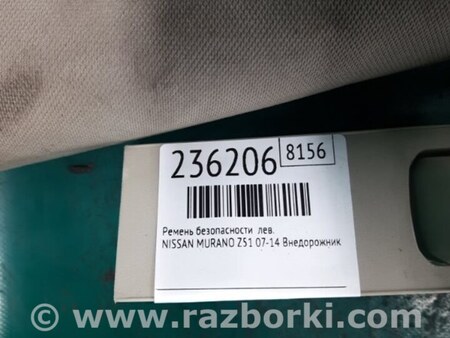 236206 8156
Ремень безопасности лев.
NISSAN MURANO Z51 07-14 Внедорожник
© www.razborki.com